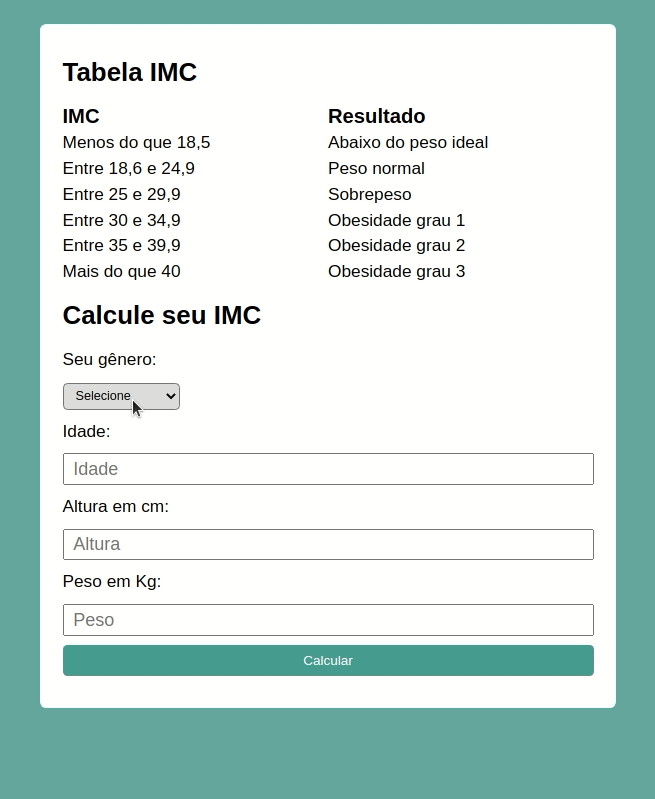 Tabela IMC
IMC Resultado
Menos do que 18,5 Abaixo do peso ideal
Entre 18,6 e 24,9 Peso normal
Entre 25 e 29,9 Sobrepeso
Entre 30 e 34,9 Obesidade grau 1
Entre 35 e 39,9 Obesidade grau 2
Mais do que 40 Obesidade grau 3
Calcule seu IMC
Seu gênero:
Selecione
Idade:
Idade
Altura em cm:
Altura
Peso em Kg:
Peso
Calcular